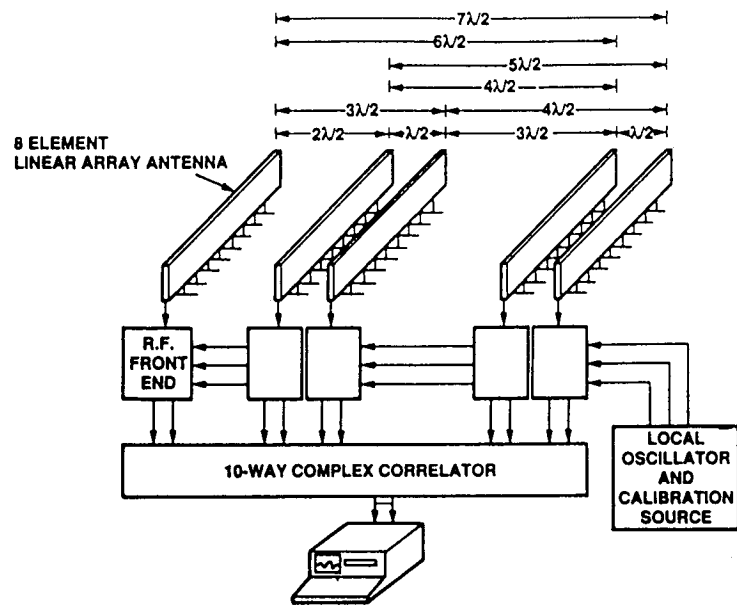 7λ/2
6λ/2
5λ/2
4λ/2
3λ/2 4λ/2
2λ/2 λ/2 3λ/2 λ/2
8 ELEMENT
LINEAR ARRAY ANTENNA
R.F.
FRONT
END
10-WAY COMPLEX CORRELATOR
LOCAL
OSCILLATOR
AND
CALIBRATION
SOURCE